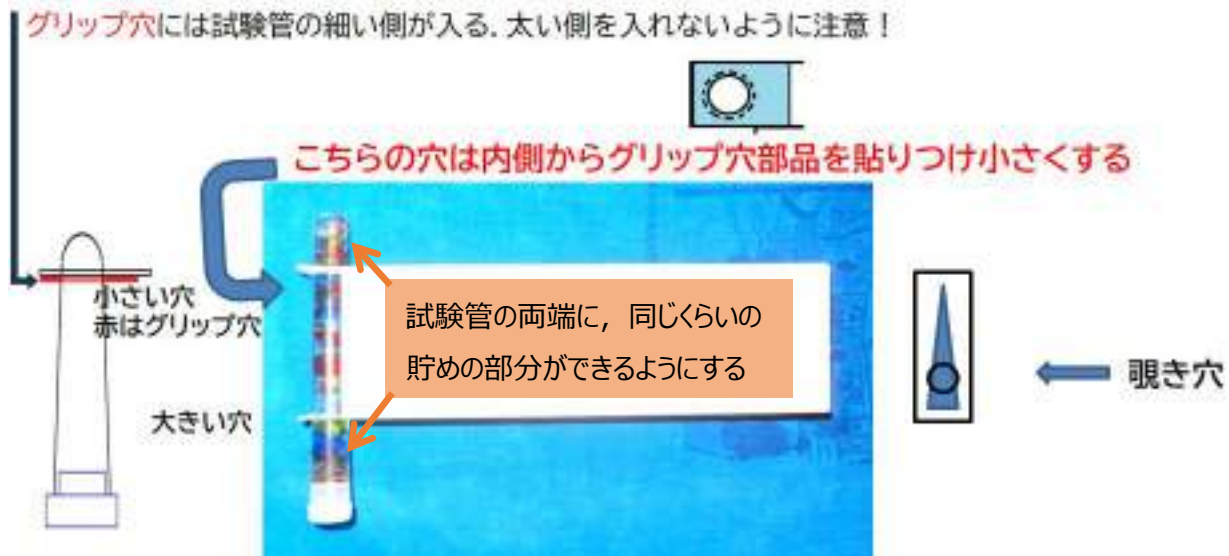 グリップ穴には試験管の細い側が入る. 太い側を入れないように注意！
こちらの穴は内側からグリップ穴部品を貼りつけ小さくする
小さい穴
赤はグリップ穴
試験管の両端に，同じくらいの
貯めの部分ができるようにする
大きい穴
覗き穴